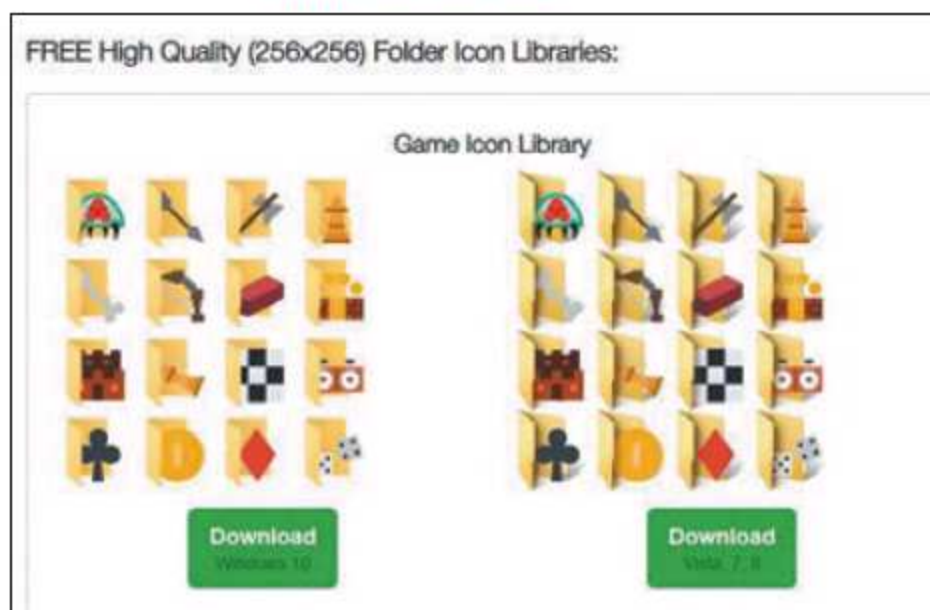 FREE High Quality (256x256) Folder Icon Libraries:
Game Icon Library
Download
Windows 10
Download
Vista, 7, 8